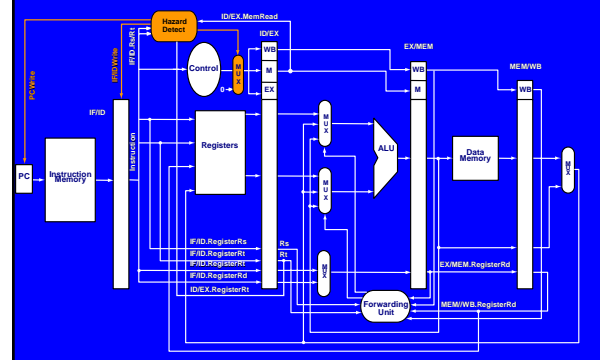 Hazard
Detect
ID/EX.MemRead
ID/EX
EX/MEM
MEM/WB
IF/ID
PCWrite
IF/IDWrite
IF/ID.Rs/Rt
Control
0
MUX
WB
M
EX
WB
M
WB
PC
Instruction
Memory
Instruction
Registers
MUX
MUX
ALU
Data
Memory
MUX
IF/ID.RegisterRs
Rs
IF/ID.RegisterRt
Rt
IF/ID.RegisterRt
IF/ID.RegisterRd
MUX
ID/EX.RegisterRt
EX/MEM.RegisterRd
Forwarding
Unit
MEM//WB.RegisterRd